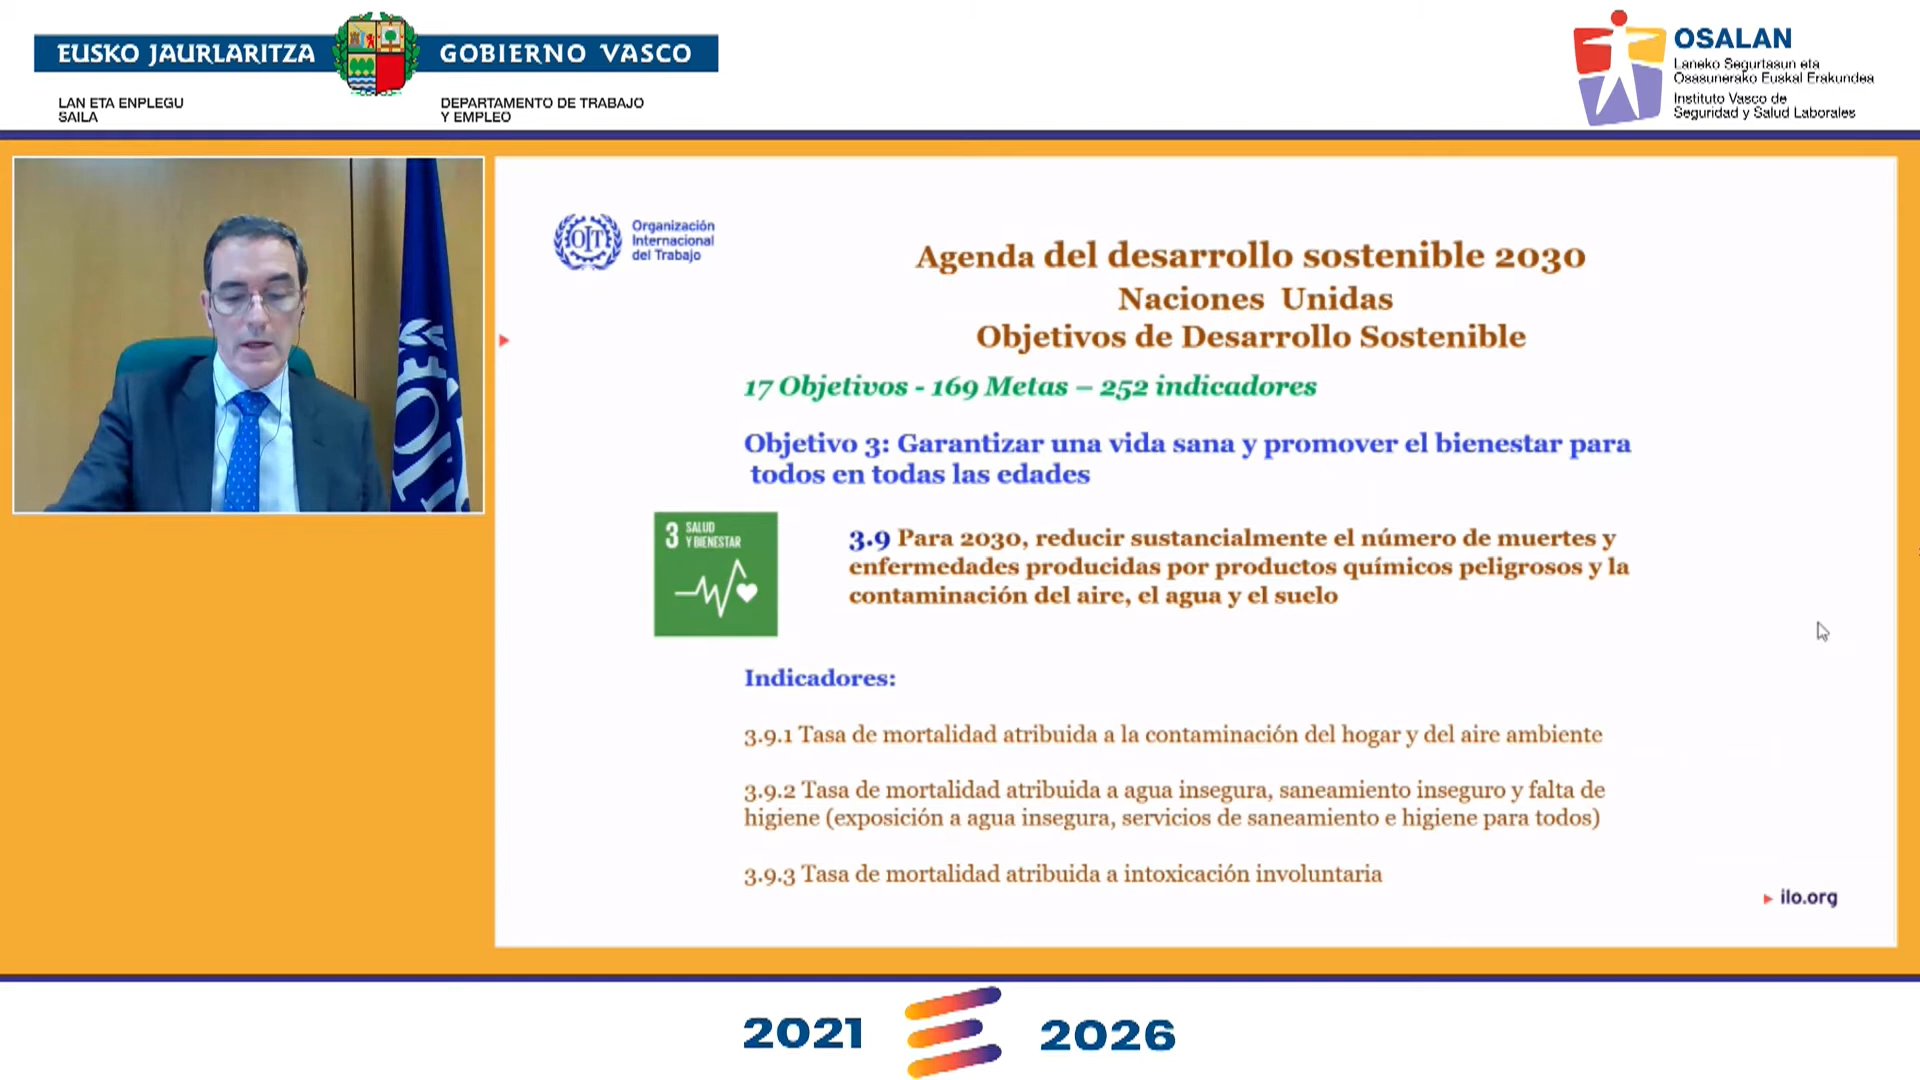 EUSKO JAURLARITZA
GOBIERNO VASCO
LAN ETA ENPLEGU
SAILA
DEPARTAMENTO DE TRABAJO
Y EMPLEO
OSALAN
Laneko Segurtasun eta
Osasunerako Euskal Erakundea
Instituto Vasco de
Seguridad y Salud Laborales
OIT
OIT
Organización
Internacional
del Trabajo
Agenda del desarrollo sostenible 2030
Naciones Unidas
Objetivos de Desarrollo Sostenible
17 Objetivos - 169 Metas – 252 indicadores
Objetivo 3: Garantizar una vida sana y promover el bienestar para
todos en todas las edades
3 SALUD
Y BIENESTAR
3.9 Para 2030, reducir sustancialmente el número de muertes y
enfermedades producidas por productos químicos peligrosos y la
contaminación del aire, el agua y el suelo
Indicadores:
3.9.1 Tasa de mortalidad atribuida a la contaminación del hogar y del aire ambiente
3.9.2 Tasa de mortalidad atribuida a agua insegura, saneamiento inseguro y falta de
higiene (exposición a agua insegura, servicios de saneamiento e higiene para todos)
3.9.3 Tasa de mortalidad atribuida a intoxicación involuntaria
ilo.org
2021
2026